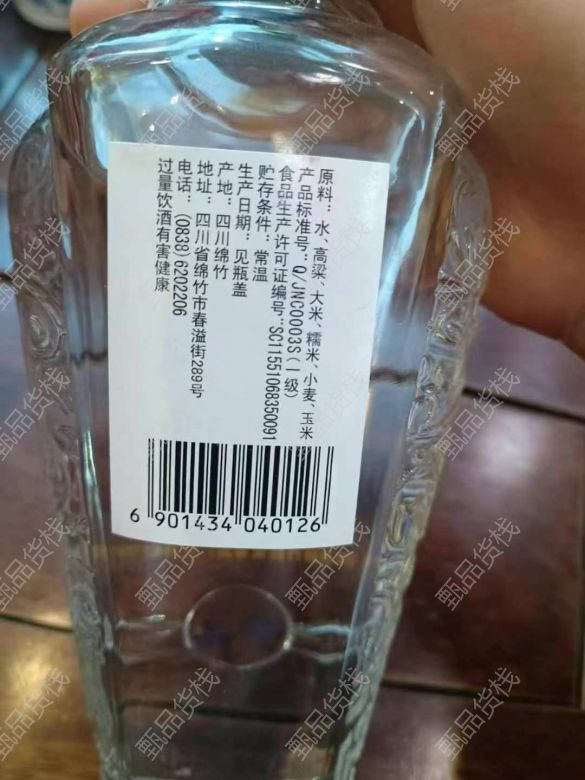 原料：水、高粱、大米、糯米、小麦、玉米
产品标准号：Q/JNC0003S(一级)
食品生产许可证编号：SC11551068350091
贮存条件：常温
生产日期：见瓶盖
产地：四川绵竹
地址：四川省绵竹市春溢街289号
电话：(0838)6202206
过量饮酒有害健康
6 901434 040126
甄品货栈